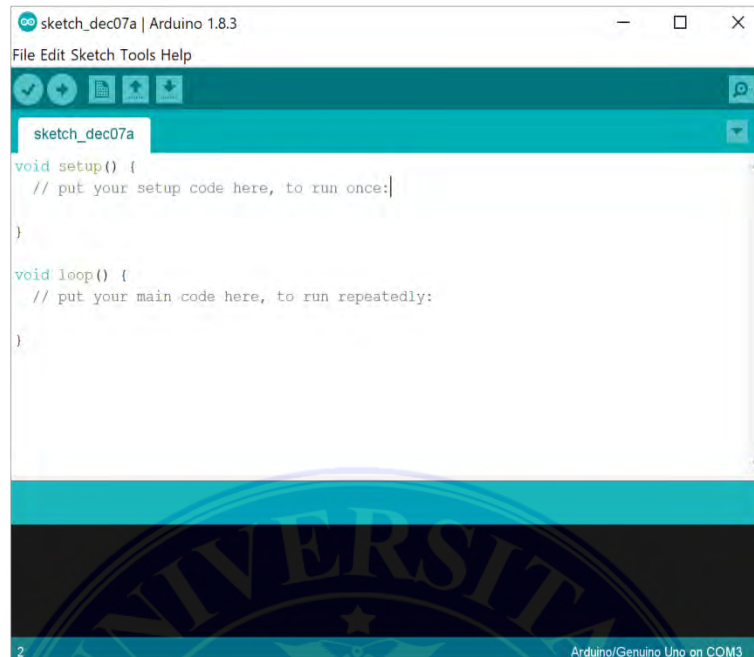 sketch_dec07a | Arduino 1.8.3
File Edit Sketch Tools Help
sketch_dec07a
void setup() {
  // put your setup code here, to run once:
}
void loop() {
  // put your main code here, to run repeatedly:
}
UNIVERSITA
2 Arduino/Genuino Uno on COM3